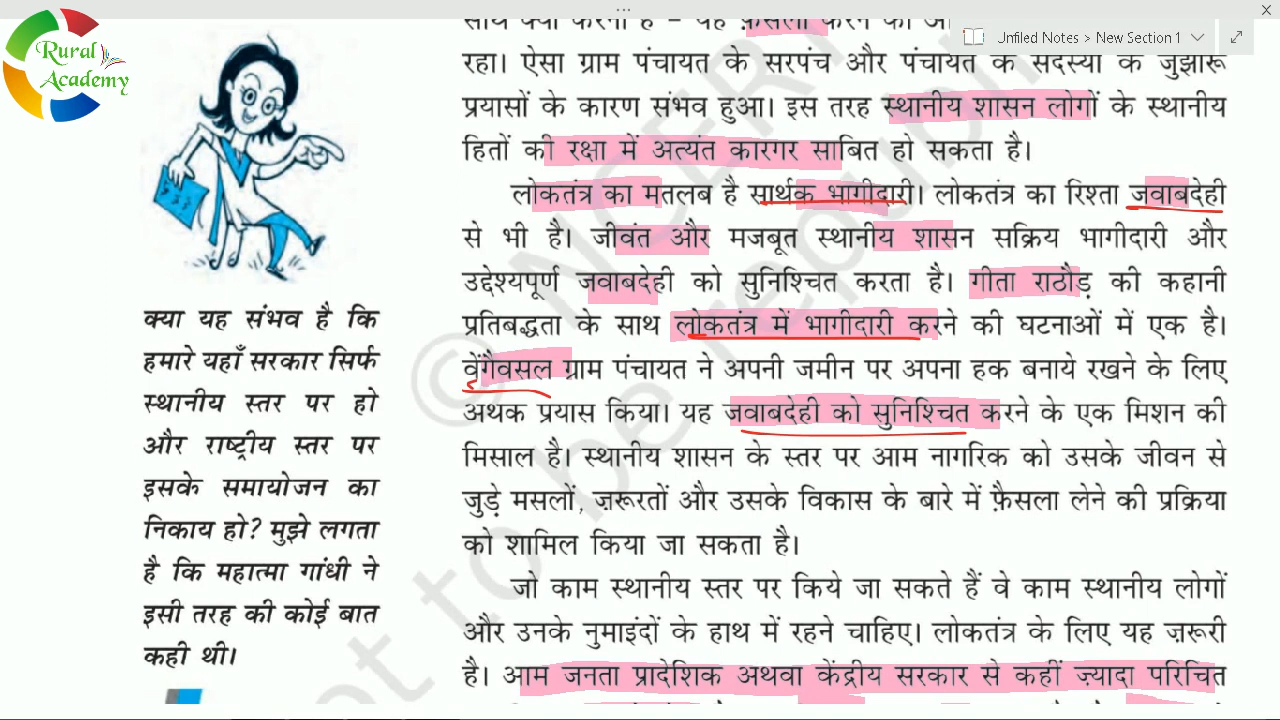 Rural
Academy
Unfiled Notes > New Section 1
साथ क्या करना है – यह फ़ैसला करने का
रहा। ऐसा ग्राम पंचायत के सरपंच और पंचायत के सदस्यों के जुझारू
प्रयासों के कारण संभव हुआ। इस तरह स्थानीय शासन लोगों के स्थानीय
हितों की रक्षा में अत्यंत कारगर साबित हो सकता है।
लोकतंत्र का मतलब है सार्थक भागीदारी। लोकतंत्र का रिश्ता जवाबदेही
से भी है। जीवंत और मजबूत स्थानीय शासन सक्रिय भागीदारी और
उद्देश्यपूर्ण जवाबदेही को सुनिश्चित करता है। गीता राठौड़ की कहानी
प्रतिबद्धता के साथ लोकतंत्र में भागीदारी करने की घटनाओं में एक है।
वेंगैवसल ग्राम पंचायत ने अपनी जमीन पर अपना हक बनाये रखने के लिए
अथक प्रयास किया। यह जवाबदेही को सुनिश्चित करने के एक मिशन की
मिसाल है। स्थानीय शासन के स्तर पर आम नागरिक को उसके जीवन से
जुड़े मसलों, ज़रूरतों और उसके विकास के बारे में फ़ैसला लेने की प्रक्रिया
को शामिल किया जा सकता है।
जो काम स्थानीय स्तर पर किये जा सकते हैं वे काम स्थानीय लोगों
और उनके नुमाइंदों के हाथ में रहने चाहिए। लोकतंत्र के लिए यह ज़रूरी
है। आम जनता प्रादेशिक अथवा केंद्रीय सरकार से कहीं ज़्यादा परिचित
क्या यह संभव है कि
हमारे यहाँ सरकार सिर्फ
स्थानीय स्तर पर हो
और राष्ट्रीय स्तर पर
इसके समायोजन का
निकाय हो? मुझे लगता
है कि महात्मा गांधी ने
इसी तरह की कोई बात
कही थी।